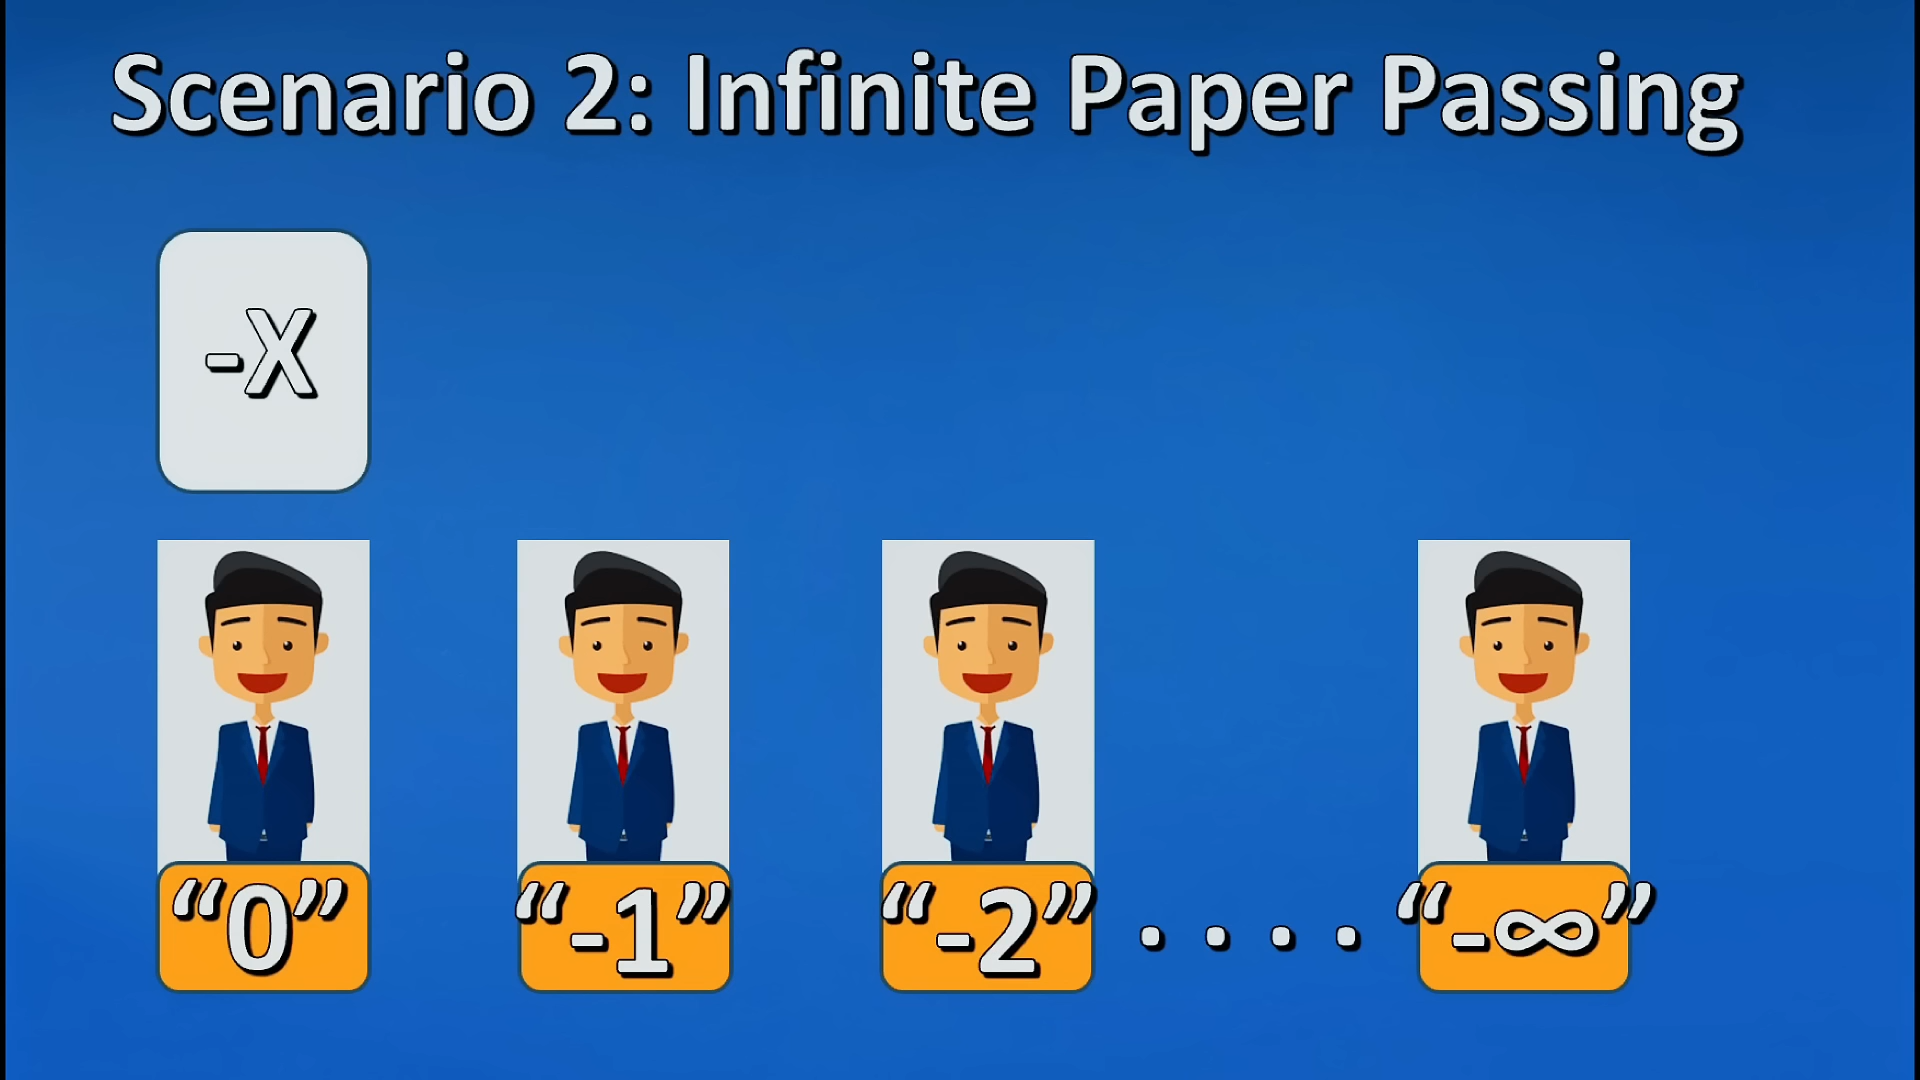 Scenario 2: Infinite Paper Passing
-X
“0” “-1” “-2” . . . . “-∞”